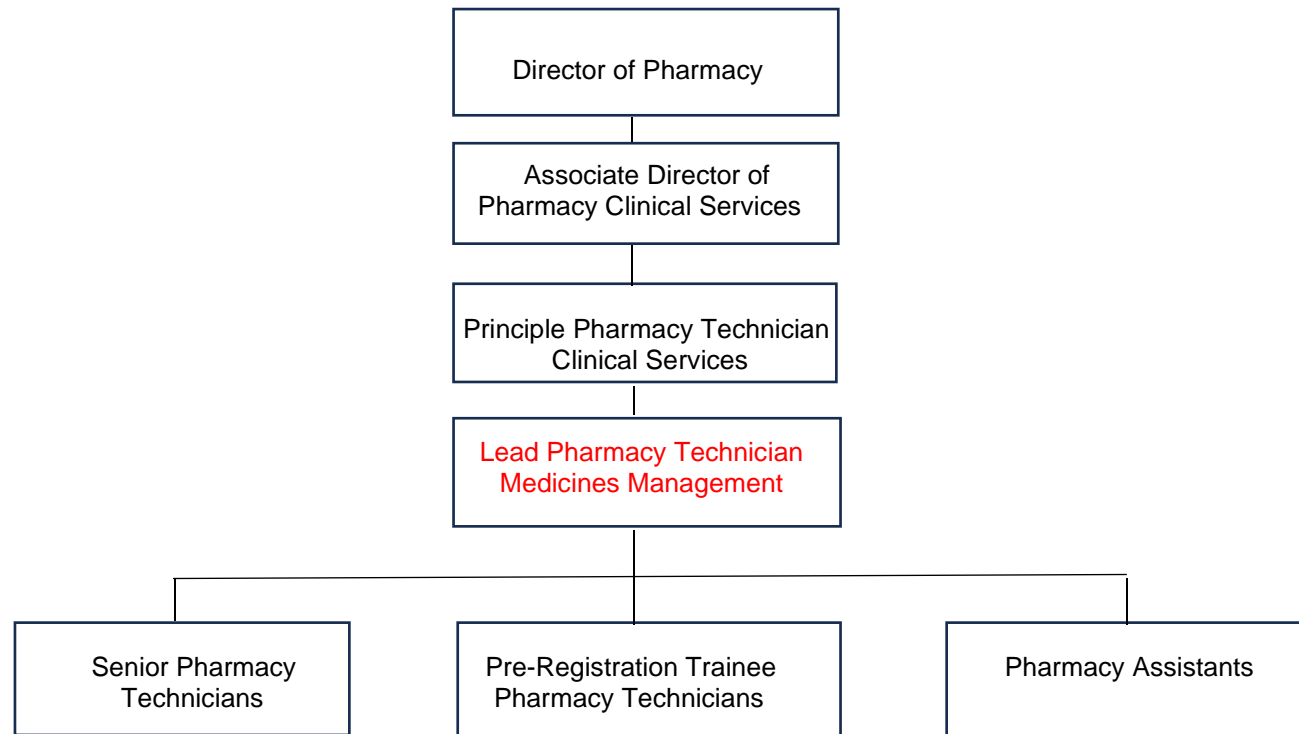 Director of Pharmacy
Associate Director of
Pharmacy Clinical Services
Principle Pharmacy Technician
Clinical Services
Lead Pharmacy Technician
Medicines Management
Senior Pharmacy
Technicians
Pre-Registration Trainee
Pharmacy Technicians
Pharmacy Assistants